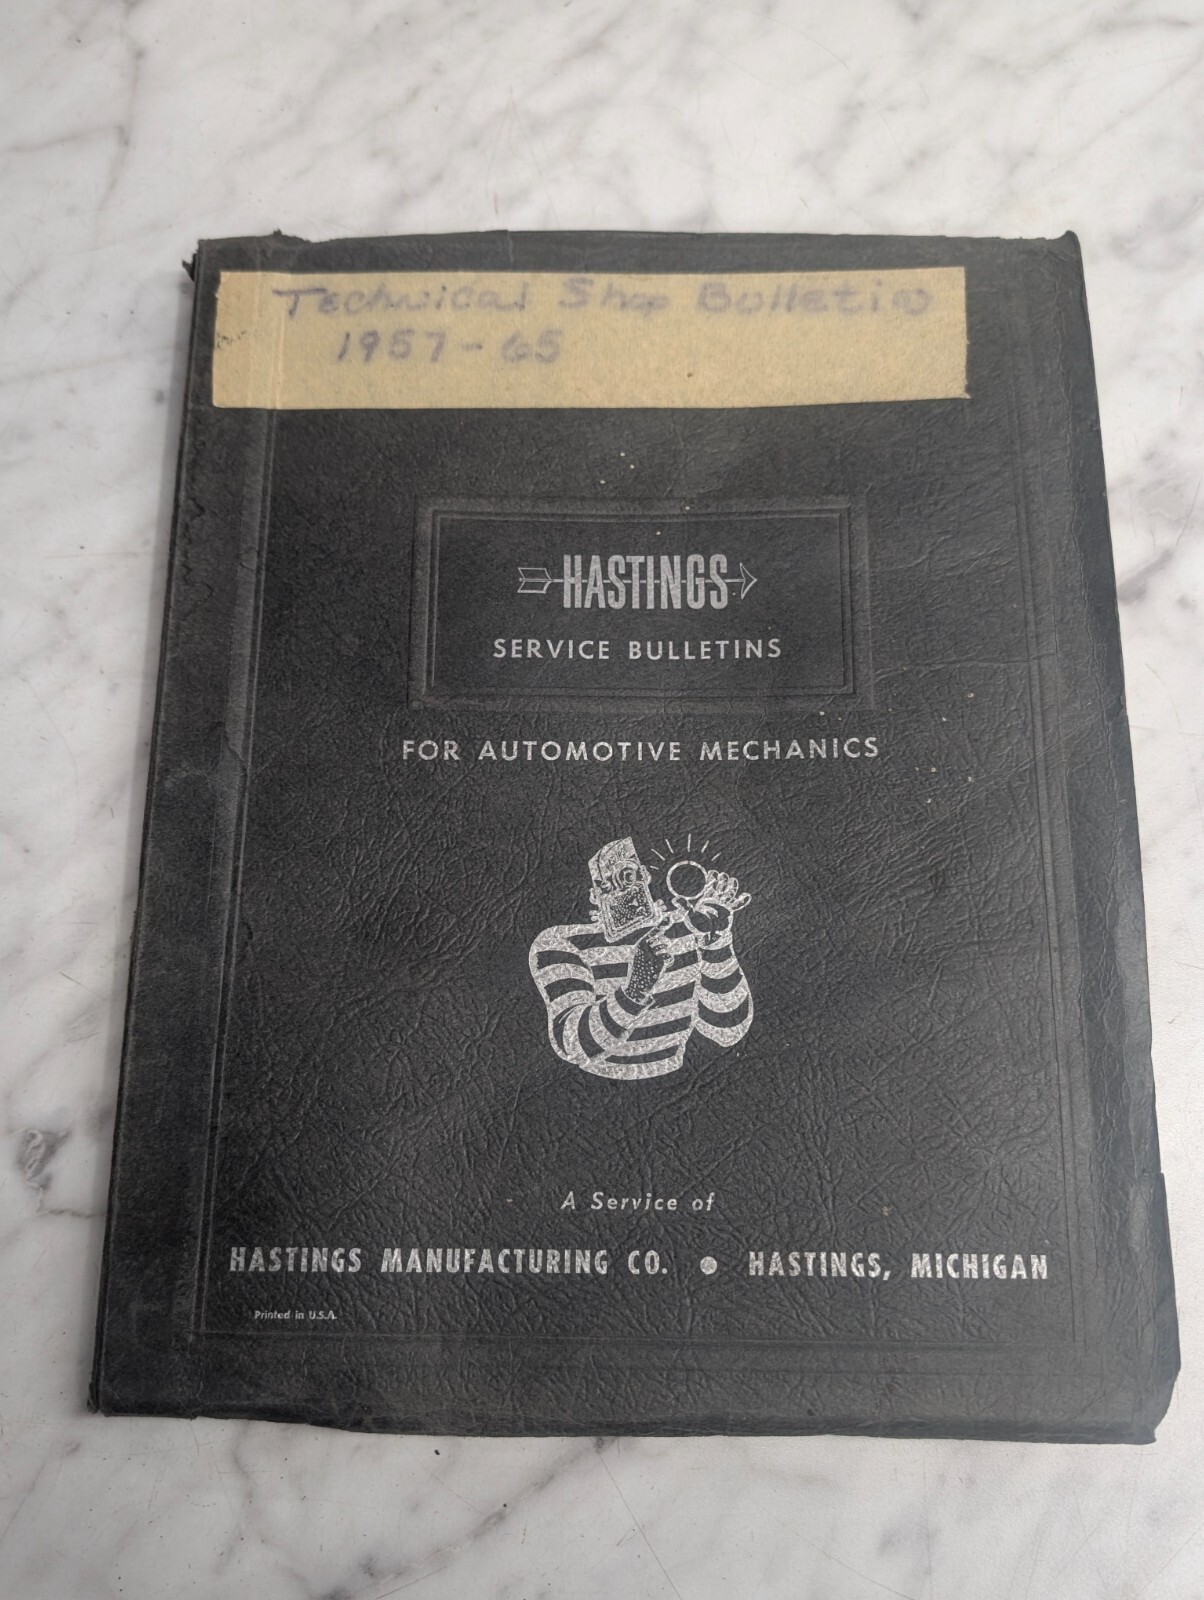 Technical Shop Bulletin
1957-65
HASTINGS
SERVICE BULLETINS
FOR AUTOMOTIVE MECHANICS
A Service of
HASTINGS MANUFACTURING CO. • HASTINGS, MICHIGAN
Printed in U.S.A.